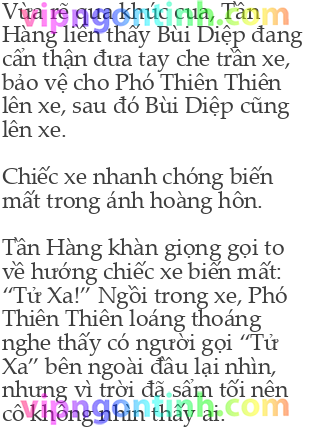 Vừa rẽ qua khúc cua, Tần
Hàng liền thấy Bùi Diệp đang
cẩn thận đưa tay che trần xe,
bảo vệ cho Phó Thiên Thiên
lên xe, sau đó Bùi Diệp cũng
lên xe.
Chiếc xe nhanh chóng biến
mất trong ánh hoàng hôn.
Tần Hàng khàn giọng gọi to
về hướng chiếc xe biến mất:
“Tử Xa!” Ngồi trong xe, Phó
Thiên Thiên loáng thoáng
nghe thấy có người gọi “Tử
Xa” bên ngoài đầu lại nhìn,
nhưng vì trời đã sẩm tối nên
cô không nhìn thấy ai.
vipngontinh.com
vipngontinh.com